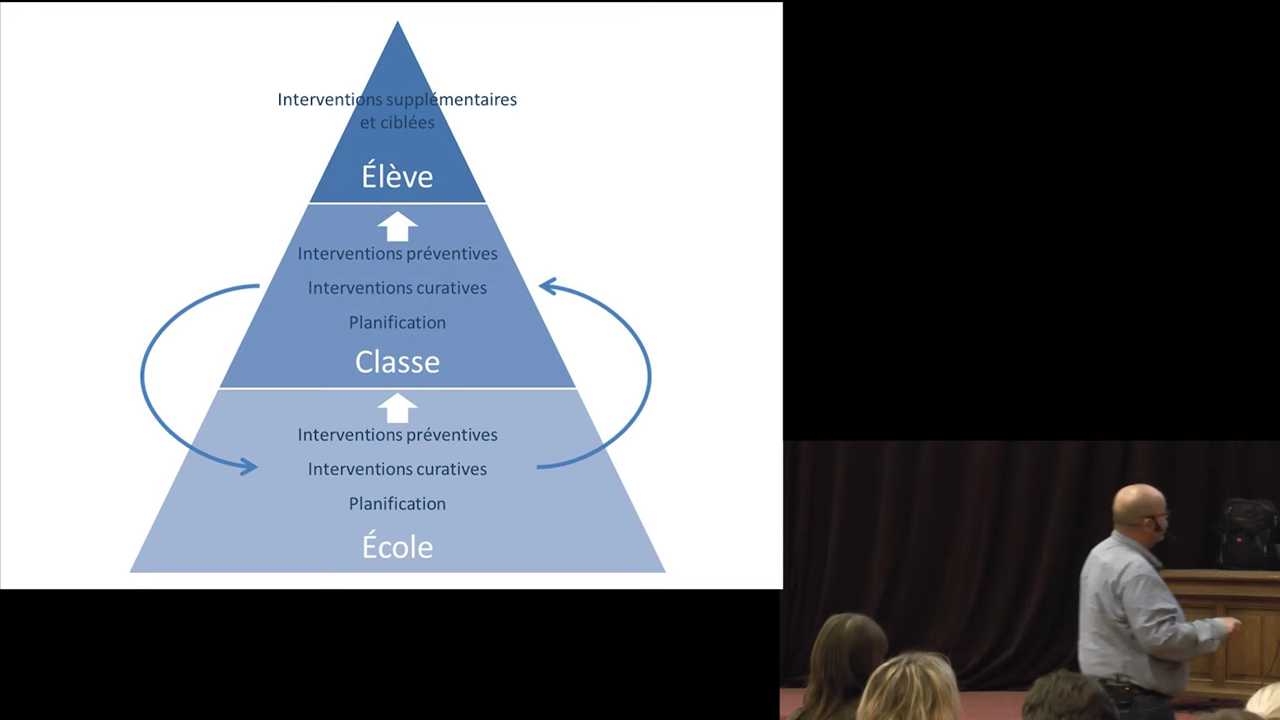 Interventions supplémentaires
et ciblées
Élève
Interventions préventives
Interventions curatives
Planification
Classe
Interventions préventives
Interventions curatives
Planification
École